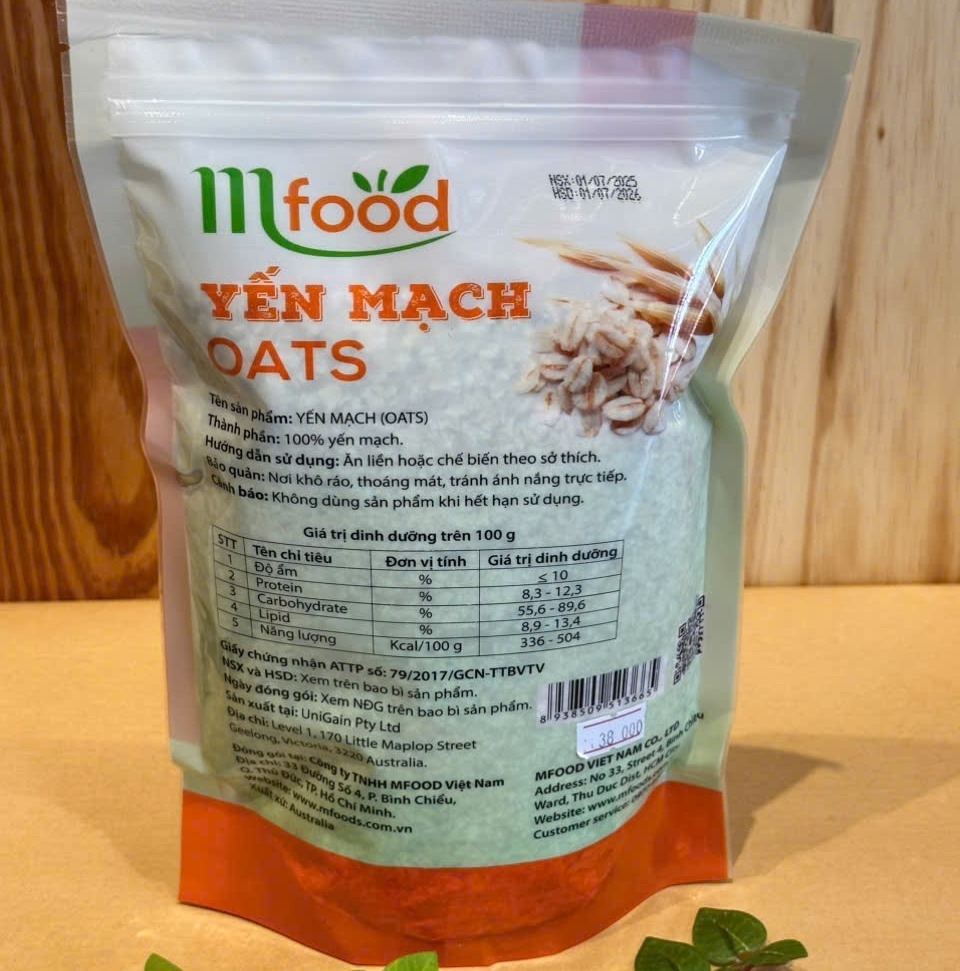 mfood
NSX:01/07/2025
HSD:01/07/2026
YẾN MẠCH
OATS
Tên sản phẩm: YẾN MẠCH (OATS)
Thành phần: 100% yến mạch.
Hướng dẫn sử dụng: Ăn liền hoặc chế biến theo sở thích.
Bảo quản: Nơi khô ráo, thoáng mát, tránh ánh nắng trực tiếp.
Cảnh báo: Không dùng sản phẩm khi hết hạn sử dụng.
Giá trị dinh dưỡng trên 100 g
STT Tên chỉ tiêu Đơn vị tính Giá trị dinh dưỡng
1 Độ ẩm % ≤ 10
2 Protein % 8,3 - 12,3
3 Carbohydrate % 55,6 - 89,6
4 Lipid % 8,9 - 13,4
5 Năng lượng Kcal/100 g 336 - 504
Giấy chứng nhận ATTP số: 79/2017/GCN-TTBVTV
NSX và HSD: Xem trên bao bì sản phẩm.
Ngày đóng gói: Xem NĐG trên bao bì sản phẩm.
Sản xuất tại: UniGain Pty Ltd
Địa chỉ: Level 1, 170 Little Maplop Street
Geelong, Victoria, 3220 Australia.
Đóng gói tại: Công ty TNHH MFOOD Việt Nam
Địa chỉ: 33 Đường Số 4, P. Bình Chiểu,
Q. Thủ Đức, TP. Hồ Chí Minh.
Website: www.mfoods.com.vn
Xuất xứ: Australia
8 938509 513665
38 000
MFOOD VIET NAM CO., LTD
Address: No 33, Street 4, Binh Chieu
Ward, Thu Duc Dist, HCM
Website: www.mfoods
Customer service: